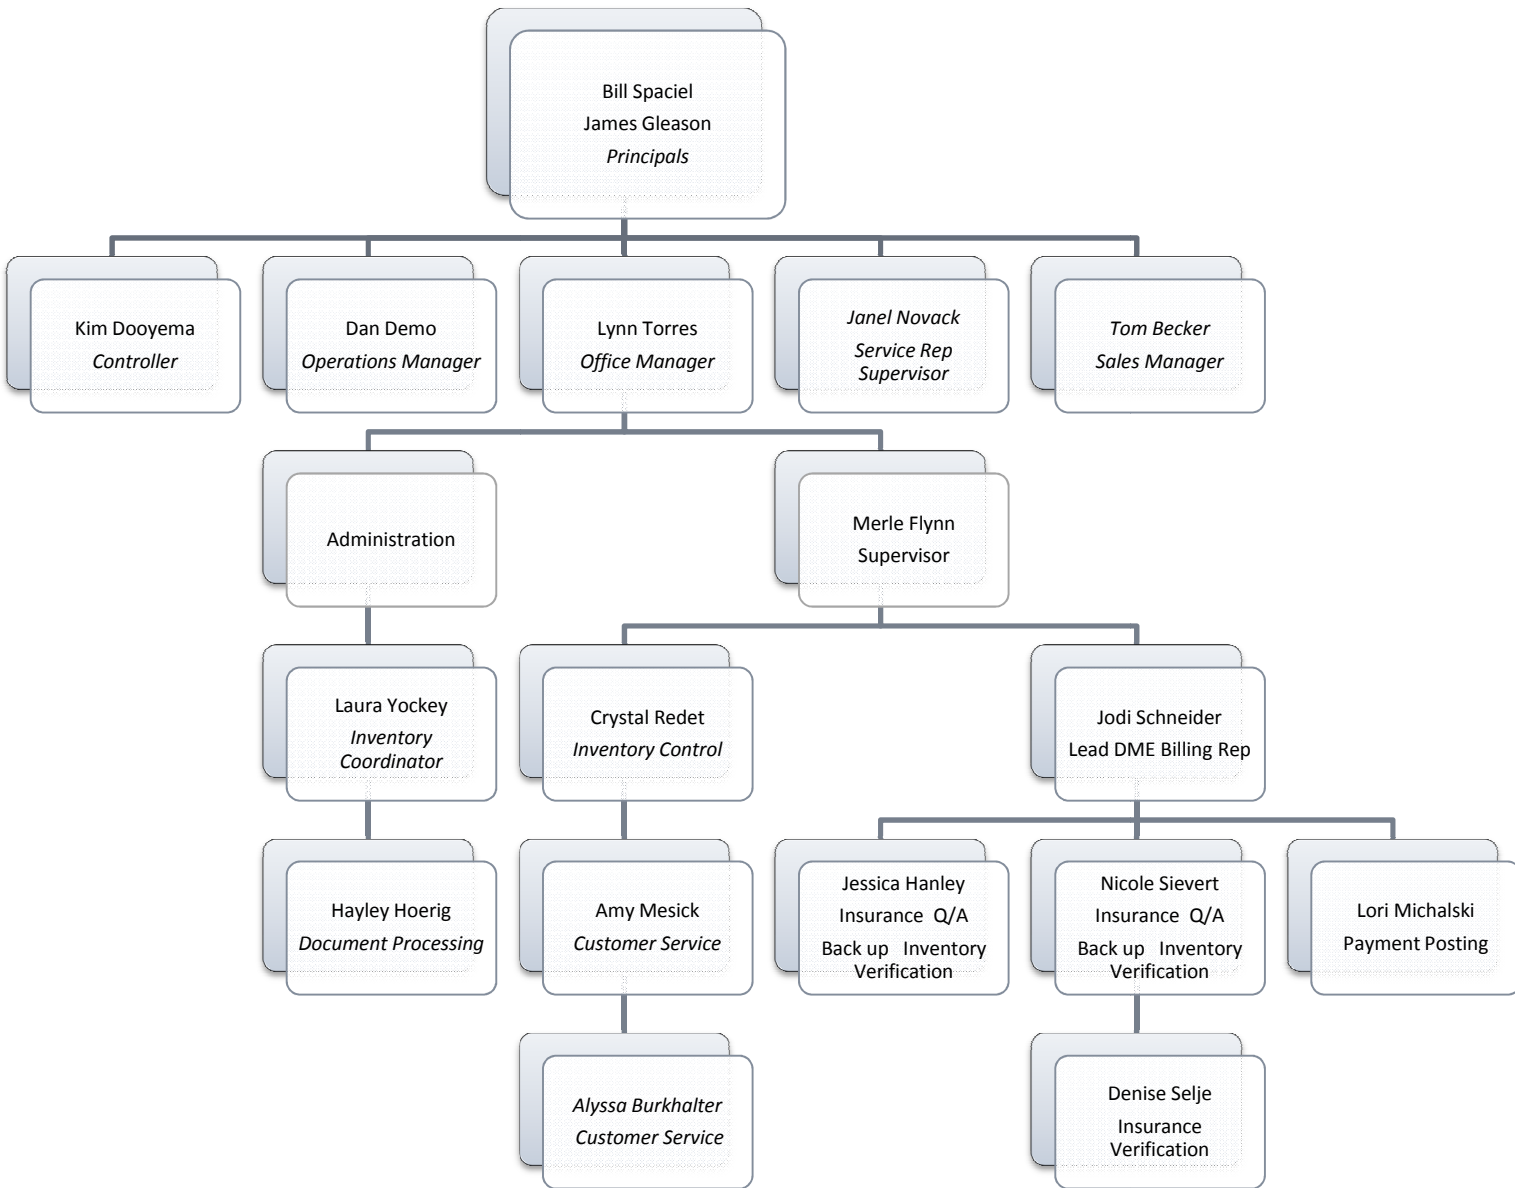 Bill Spaciel
James Gleason
Principals
Kim Dooyema
Controller
Dan Demo
Operations Manager
Lynn Torres
Office Manager
Janel Novack
Service Rep
Supervisor
Tom Becker
Sales Manager
Administration
Merle Flynn
Supervisor
Laura Yockey
Inventory
Coordinator
Crystal Redet
Inventory Control
Jodi Schneider
Lead DME Billing Rep
Hayley Hoerig
Document Processing
Amy Mesick
Customer Service
Jessica Hanley
Insurance Q/A
Back up Inventory
Verification
Nicole Sievert
Insurance Q/A
Back up Inventory
Verification
Lori Michalski
Payment Posting
Alyssa Burkhalter
Customer Service
Denise Selje
Insurance
Verification